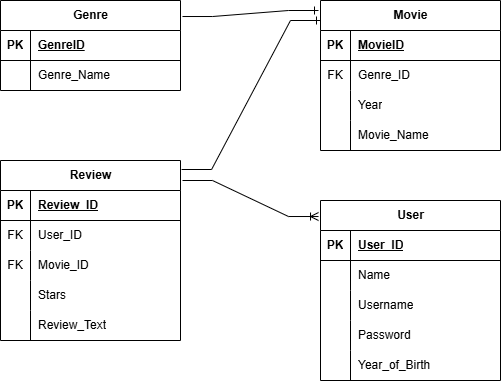 Genre
PK GenreID
Genre_Name
Movie
PK MovieID
FK Genre_ID
Year
Movie_Name
Review
PK Review_ID
FK User_ID
FK Movie_ID
Stars
Review_Text
User
PK User_ID
Name
Username
Password
Year_of_Birth